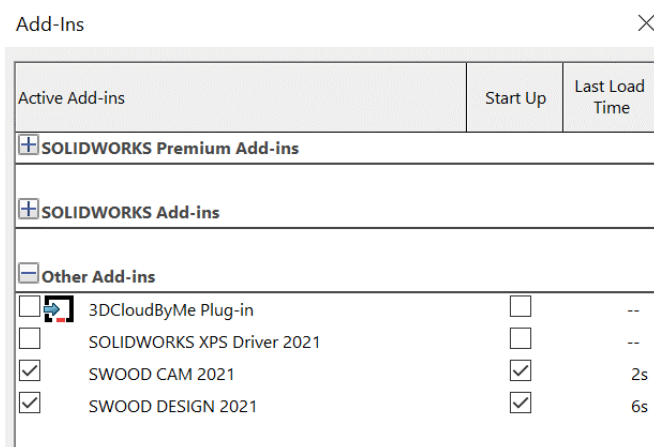 Add-Ins
Active Add-ins Start Up Last Load Time
SOLIDWORKS Premium Add-ins
SOLIDWORKS Add-ins
Other Add-ins
3DCloudByMe Plug-in --
SOLIDWORKS XPS Driver 2021 --
SWOOD CAM 2021 2s
SWOOD DESIGN 2021 6s